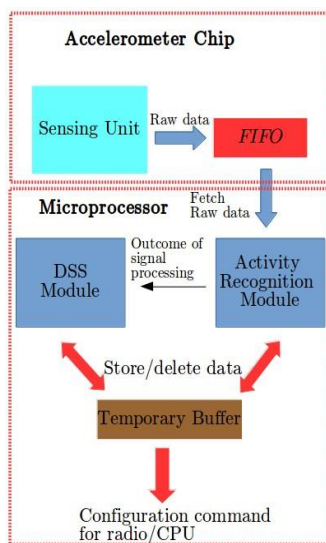 Accelerometer Chip
Sensing Unit
Raw data
FIFO
Microprocessor
Fetch
Raw data
DSS
Module
Outcome of
signal
processing
Activity
Recognition
Module
Store/delete data
Temporary Buffer
Configuration command
for radio/CPU